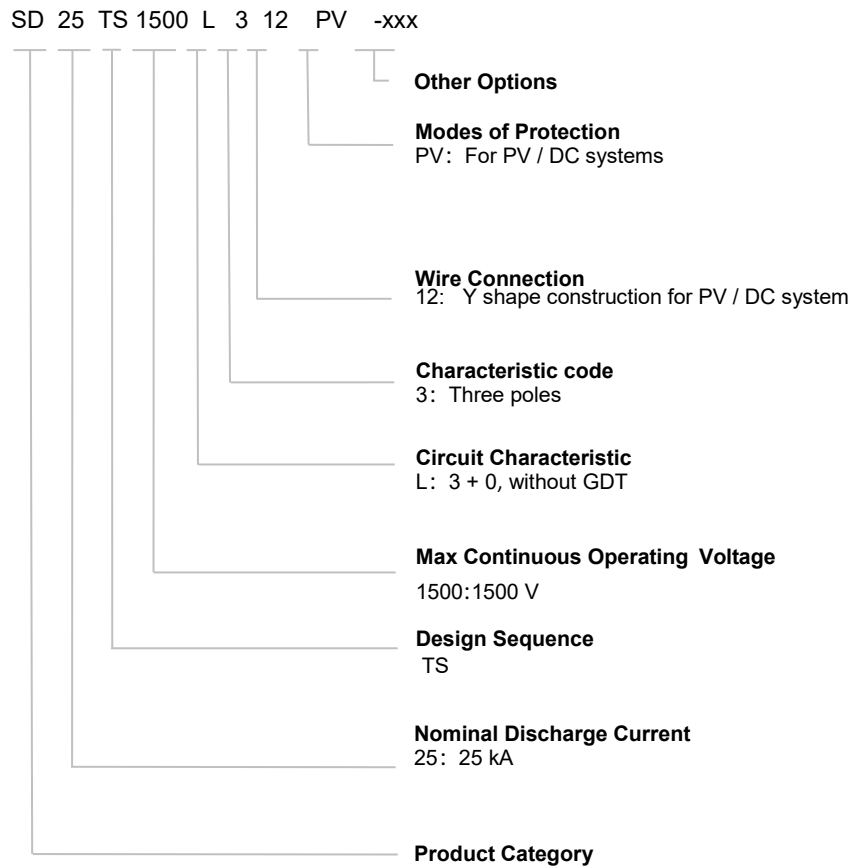 SD 25 TS 1500 L 3 12 PV -xxx
Other Options
Modes of Protection
PV: For PV / DC systems
Wire Connection
12: Y shape construction for PV / DC system
Characteristic code
3: Three poles
Circuit Characteristic
L: 3 + 0, without GDT
Max Continuous Operating Voltage
1500:1500 V
Design Sequence
TS
Nominal Discharge Current
25: 25 kA
Product Category